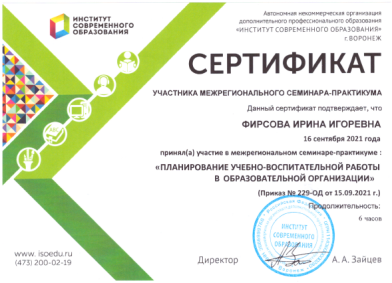 ИНСТИТУТ
СОВРЕМЕННОГО
ОБРАЗОВАНИЯ
Автономная некоммерческая организация
дополнительного профессионального образования
«ИНСТИТУТ СОВРЕМЕННОГО ОБРАЗОВАНИЯ»
г. ВОРОНЕЖ
СЕРТИФИКАТ
УЧАСТНИКА МЕЖРЕГИОНАЛЬНОГО СЕМИНАРА-ПРАКТИКУМА
Данный сертификат подтверждает, что
ФИРСОВА ИРИНА ИГОРЕВНА
16 сентября 2021 года
принял(а) участие в межрегиональном семинаре-практикуме :
«ПЛАНИРОВАНИЕ УЧЕБНО-ВОСПИТАТЕЛЬНОЙ РАБОТЫ
В ОБРАЗОВАТЕЛЬНОЙ ОРГАНИЗАЦИИ»
(Приказ № 229-ОД от 15.09.2021 г.)
Продолжительность:
6 часов
ИНСТИТУТ
СОВРЕМЕННОГО
ОБРАЗОВАНИЯ
www. isoedu.ru
(473) 200-02-19
Директор
А. А. Зайцев